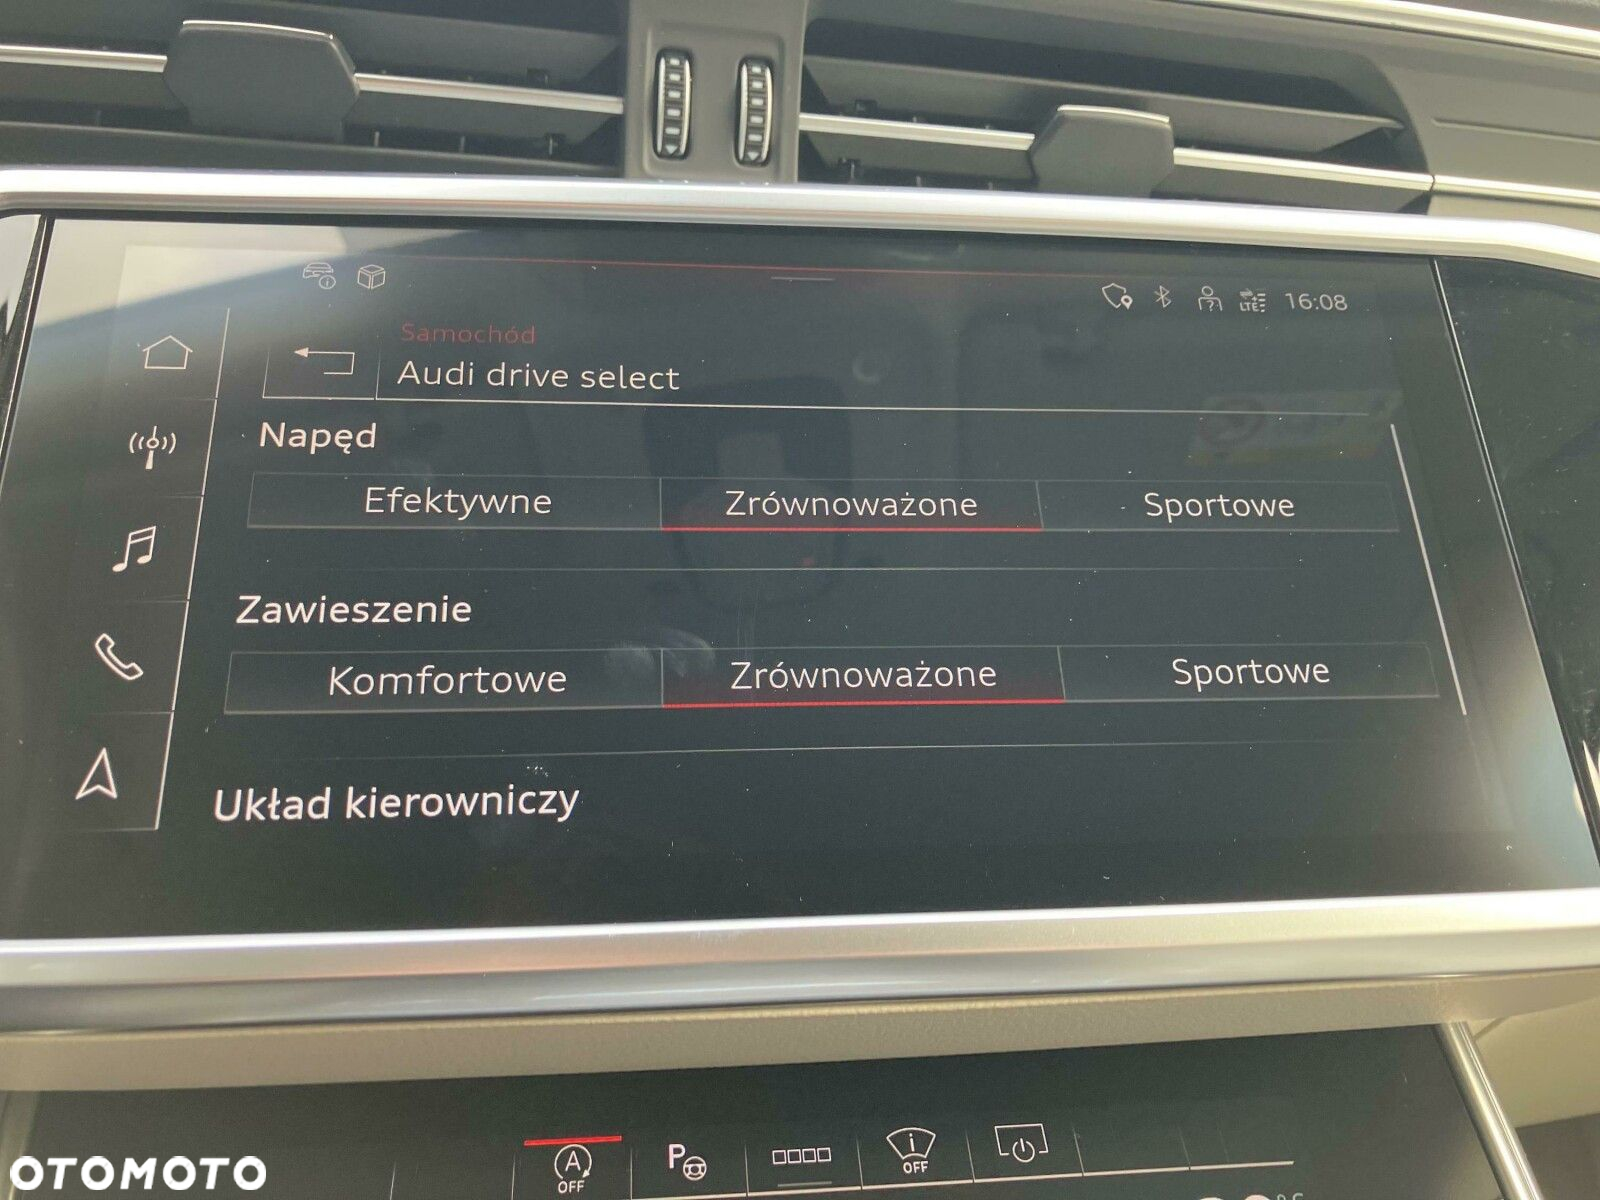 LTE 16:08
Samochód
Audi drive select
Napęd
Efektywne Zrównoważone Sportowe
Zawieszenie
Komfortowe Zrównoważone Sportowe
Układ kierowniczy
A P i
OFF OFF
OTOMOTO